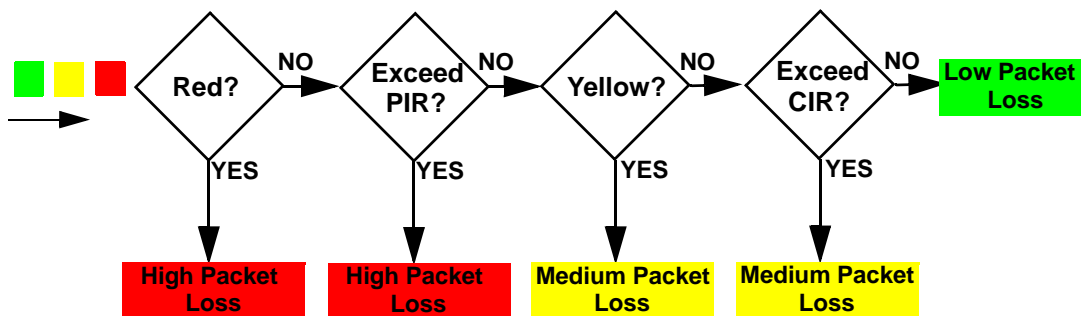 Red?
NO
Exceed
PIR?
NO
Yellow?
NO
Exceed
CIR?
NO
Low Packet
Loss
YES
YES
YES
YES
High Packet
Loss
High Packet
Loss
Medium Packet
Loss
Medium Packet
Loss